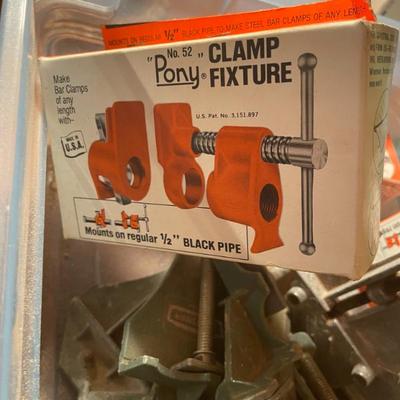 MOUNTS ON REGULAR 1/2" BLACK PIPE TO MAKE STEEL BAR CLAMPS OF ANY LENGTH
No. 52
"Pony"® CLAMP
FIXTURE
Make
Bar Clamps
of any
length
with—
MADE IN
U.S.A.
U.S. Pat. No. 3,151,897
Mounts on regular 1/2" BLACK PIPE